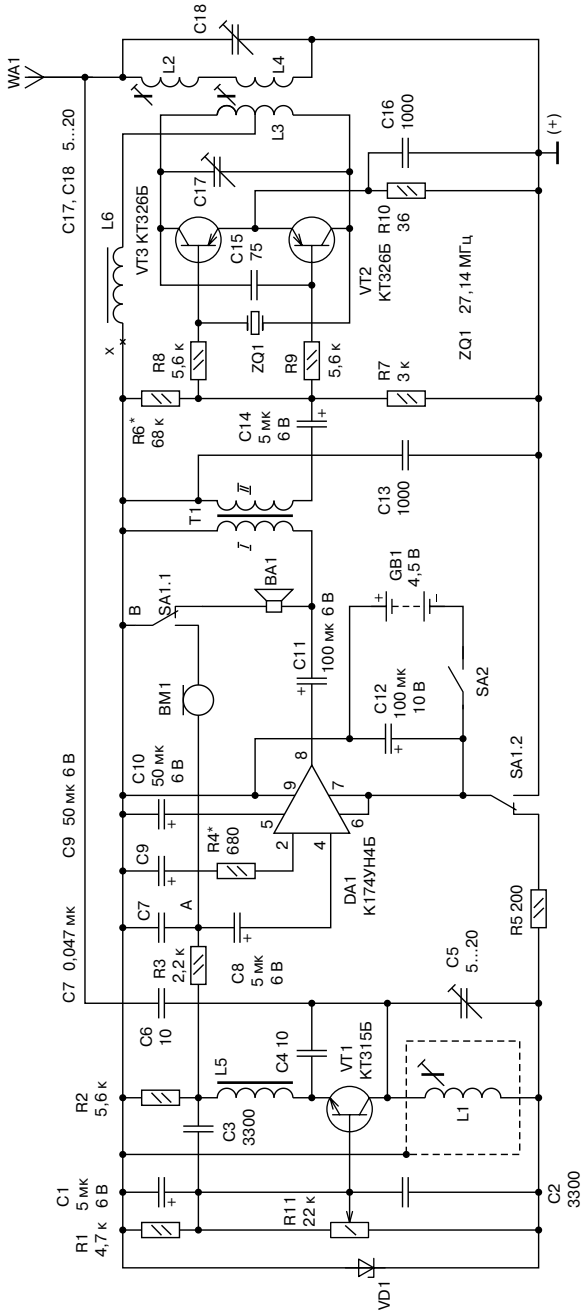 R1
4,7 к
C1
5 мк
6 В
R2
5,6 к
C6
10
C7 0,047 мк
R3
2,2 к
C7
A
C9
C9 50 мк 6 В
C10
50 мк
6 В
R4*
680
BM1
B
SA1.1
T1
I
II
R6*
68 к
x
L6
C17, C18 5...20
WA1
C18
L2
L4
L3
VT3 КТ326Б
C17
C15
75
R8
5,6 к
ZQ1
R9
5,6 к
VT2
КТ326Б
R10
36
C16
1000
(+)
ZQ1 27,14 МГц
R7
3 к
C14
5 мк
6 В
C13
1000
BA1
C11
100 мк 6 В
+
GB1
4,5 В
SA2
C12
100 мк
10 В
SA1.2
DA1
К174УН4Б
2
4
5
6
7
8
9
C8
5 мк
6 В
R5 200
C5
5...20
C4 10
VT1
КТ315Б
L1
L5
C3
3300
R11
22 к
C2
3300
VD1